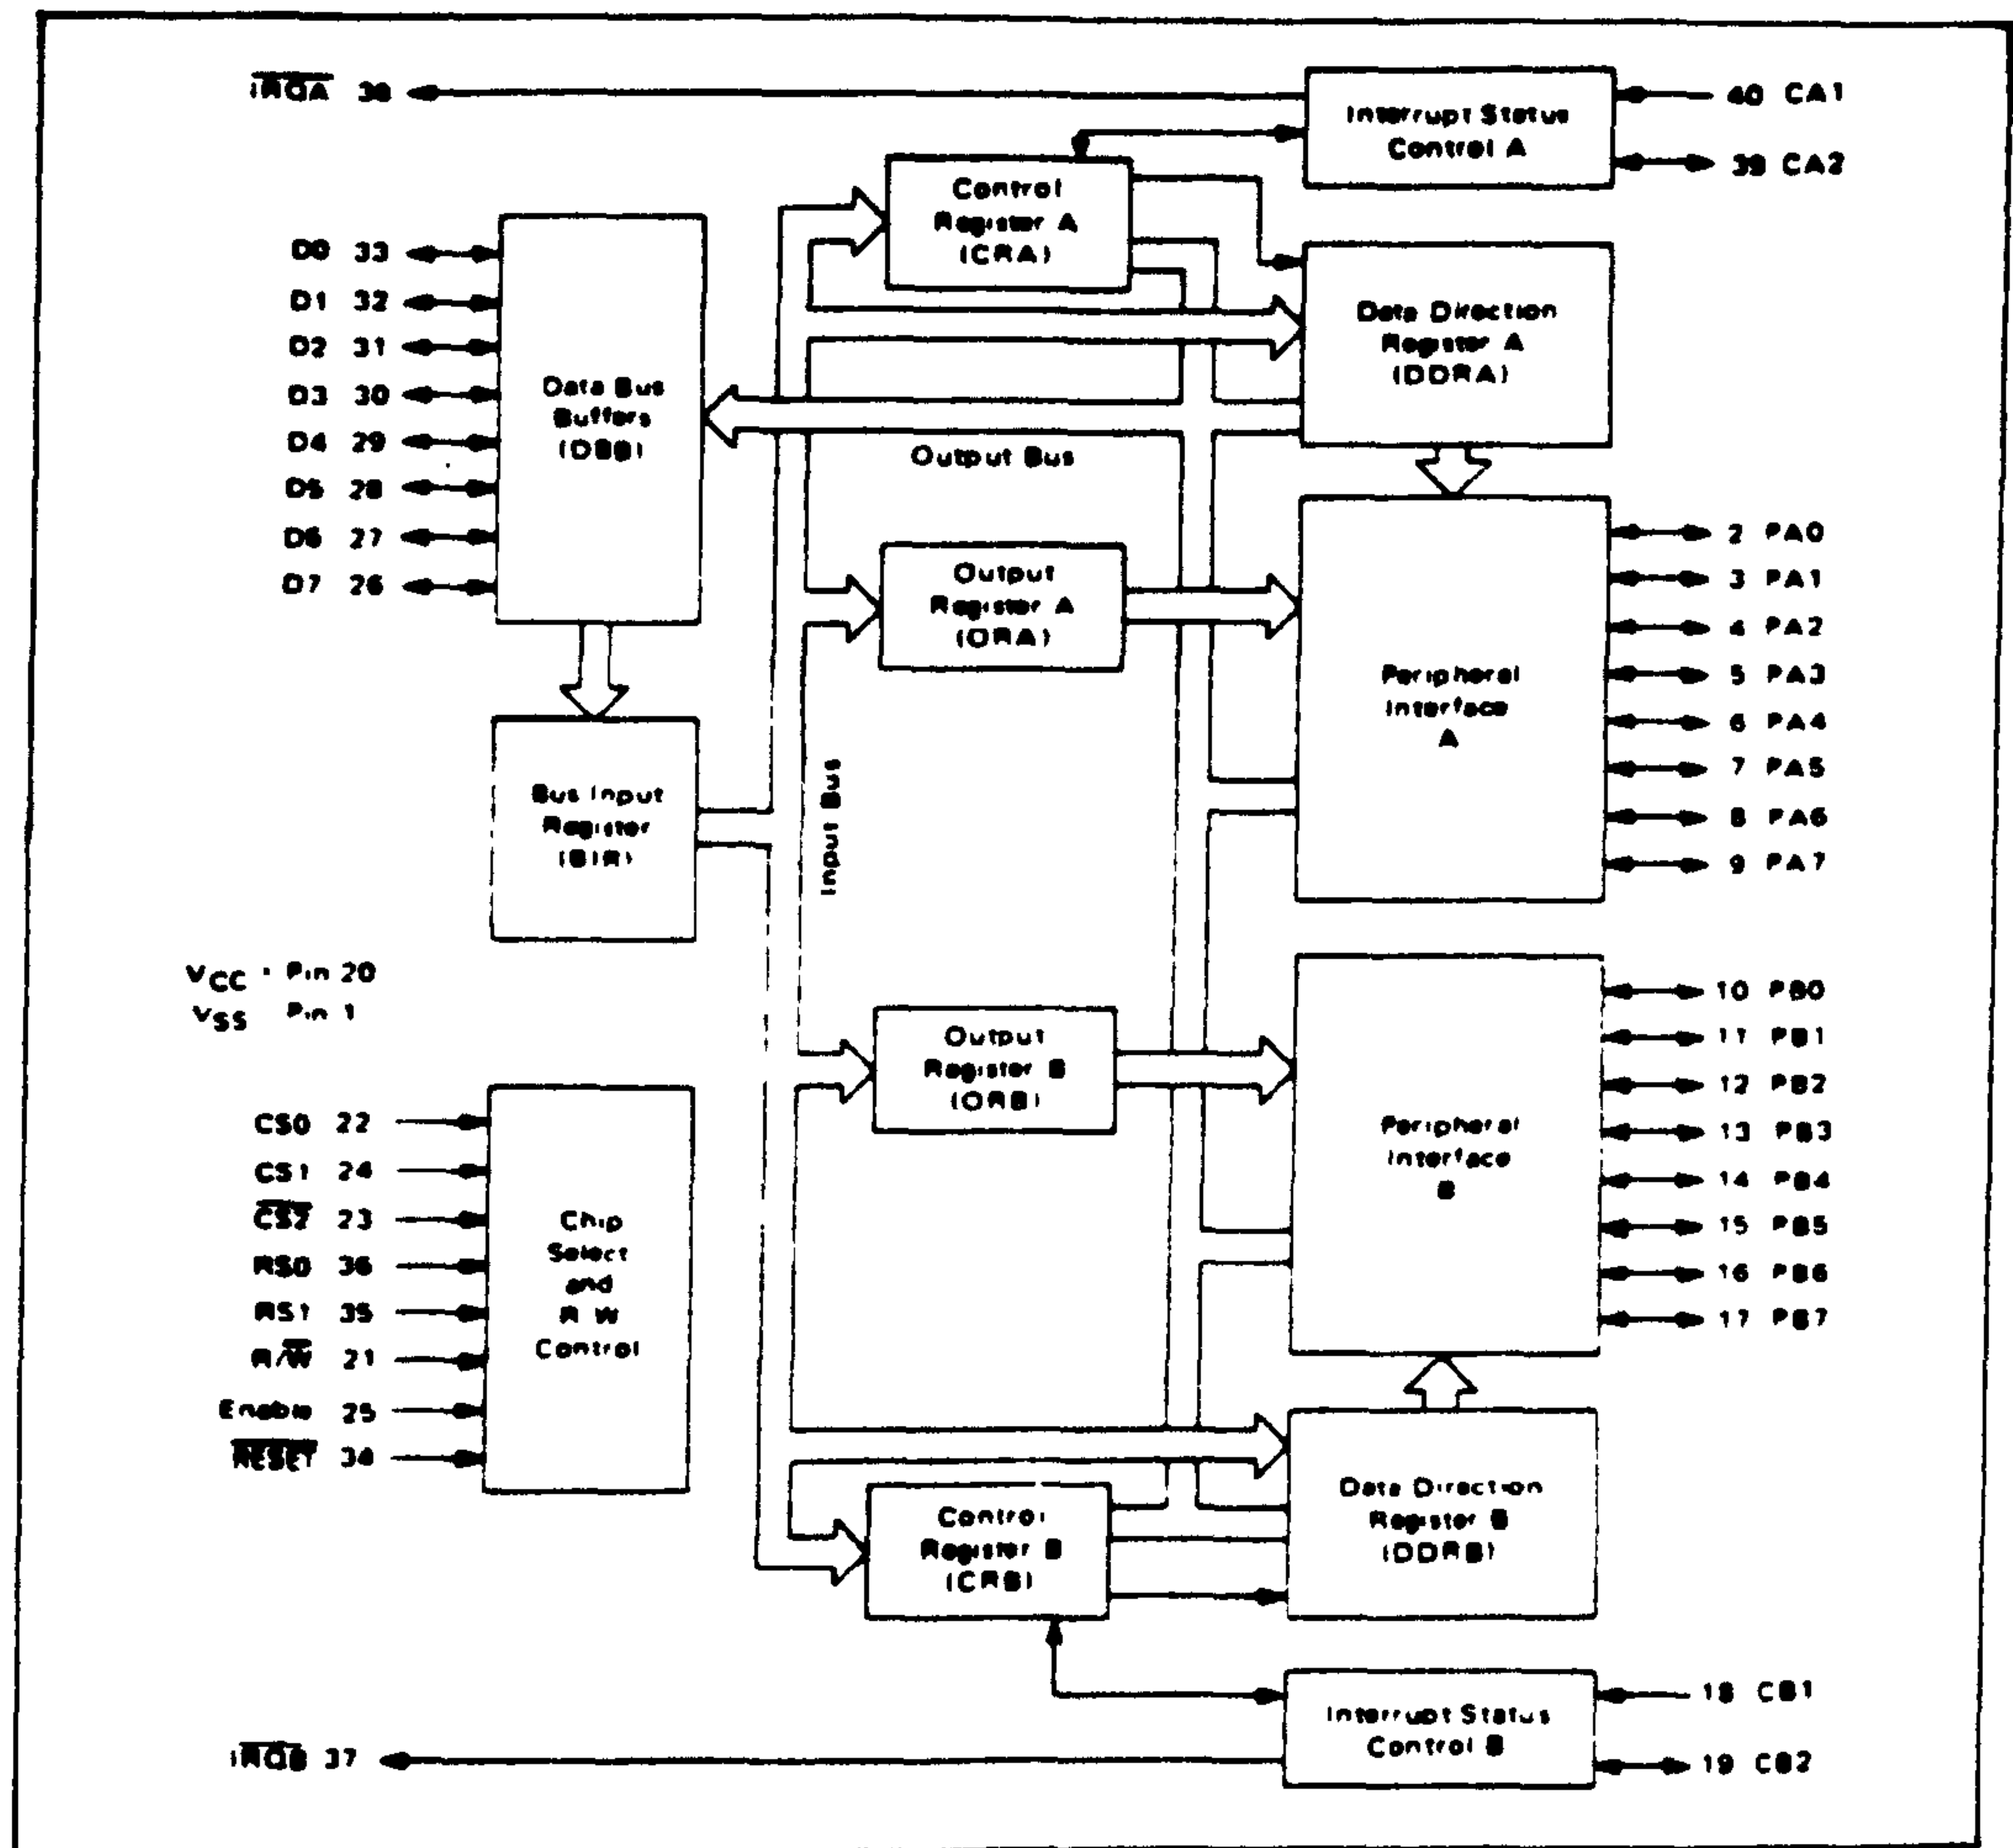 IRQA 38
40 CA1
Interrupt Status
Control A
39 CA2
Control
Register A
(CRA)
D0 33
D1 32
D2 31
D3 30
D4 29
D5 28
D6 27
D7 26
Data Bus
Buffers
(DBB)
Data Direction
Register A
(DDRA)
Output Bus
Output
Register A
(ORA)
Peripheral
Interface
A
2 PA0
3 PA1
4 PA2
5 PA3
6 PA4
7 PA5
8 PA6
9 PA7
Bus Input
Register
(BIR)
Input Bus
VCC = Pin 20
VSS Pin 1
Output
Register B
(ORB)
Peripheral
Interface
B
10 PB0
11 PB1
12 PB2
13 PB3
14 PB4
15 PB5
16 PB6
17 PB7
CS0 22
CS1 24
CS2 23
RS0 36
RS1 35
R/W 21
Enable 25
RESET 34
Chip
Select
and
R W
Control
Control
Register B
(CRB)
Data Direction
Register B
(DDRB)
Interrupt Status
Control B
18 CB1
19 CB2
IRQB 37